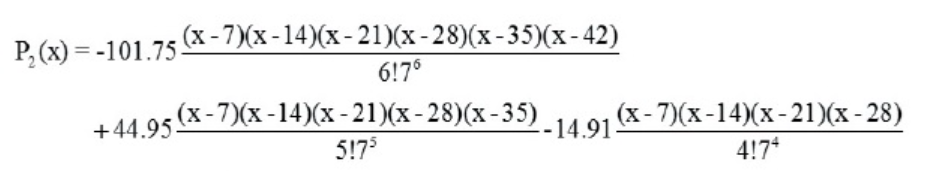 P₂(x) = -101.75 (x-7)(x-14)(x-21)(x-28)(x-35)(x-42) / 6!7⁶
+44.95 (x-7)(x-14)(x-21)(x-28)(x-35) / 5!7⁵ -14.91 (x-7)(x-14)(x-21)(x-28) / 4!7⁴